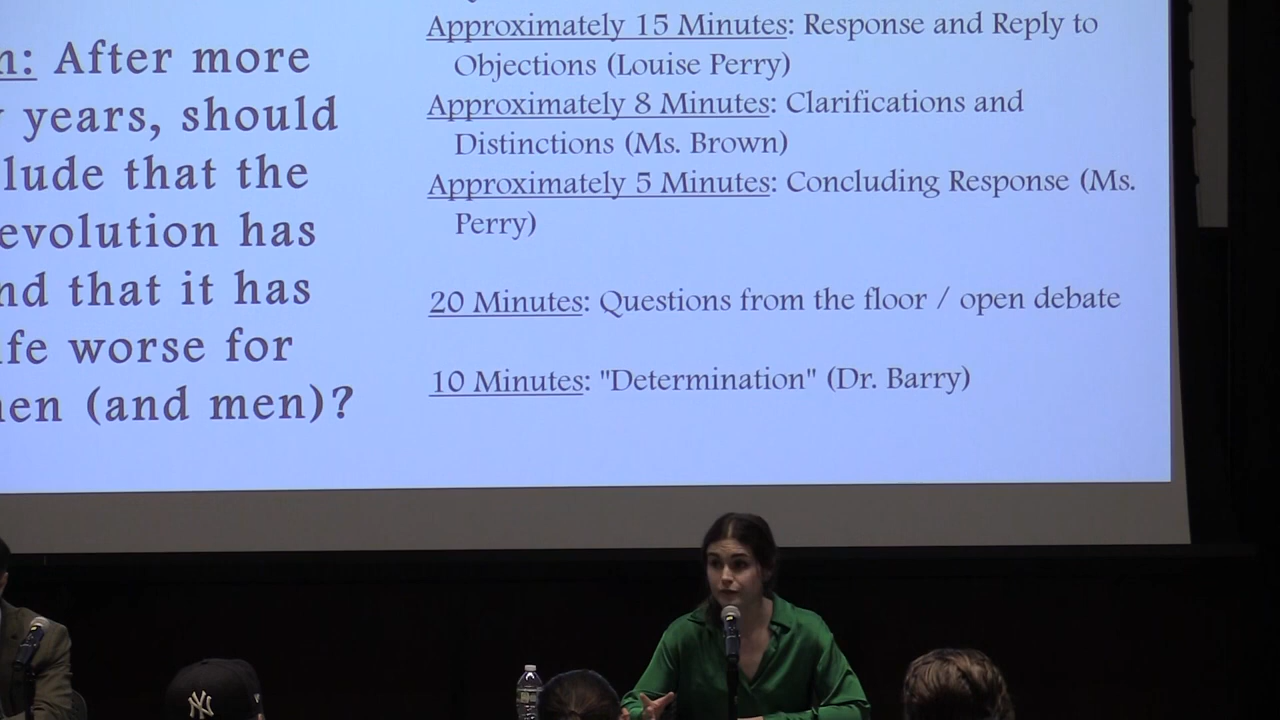 n: After more
years, should
lude that the
evolution has
nd that it has
fe worse for
en (and men)?
Approximately 15 Minutes: Response and Reply to
Objections (Louise Perry)
Approximately 8 Minutes: Clarifications and
Distinctions (Ms. Brown)
Approximately 5 Minutes: Concluding Response (Ms.
Perry)
20 Minutes: Questions from the floor / open debate
10 Minutes: "Determination" (Dr. Barry)
NY